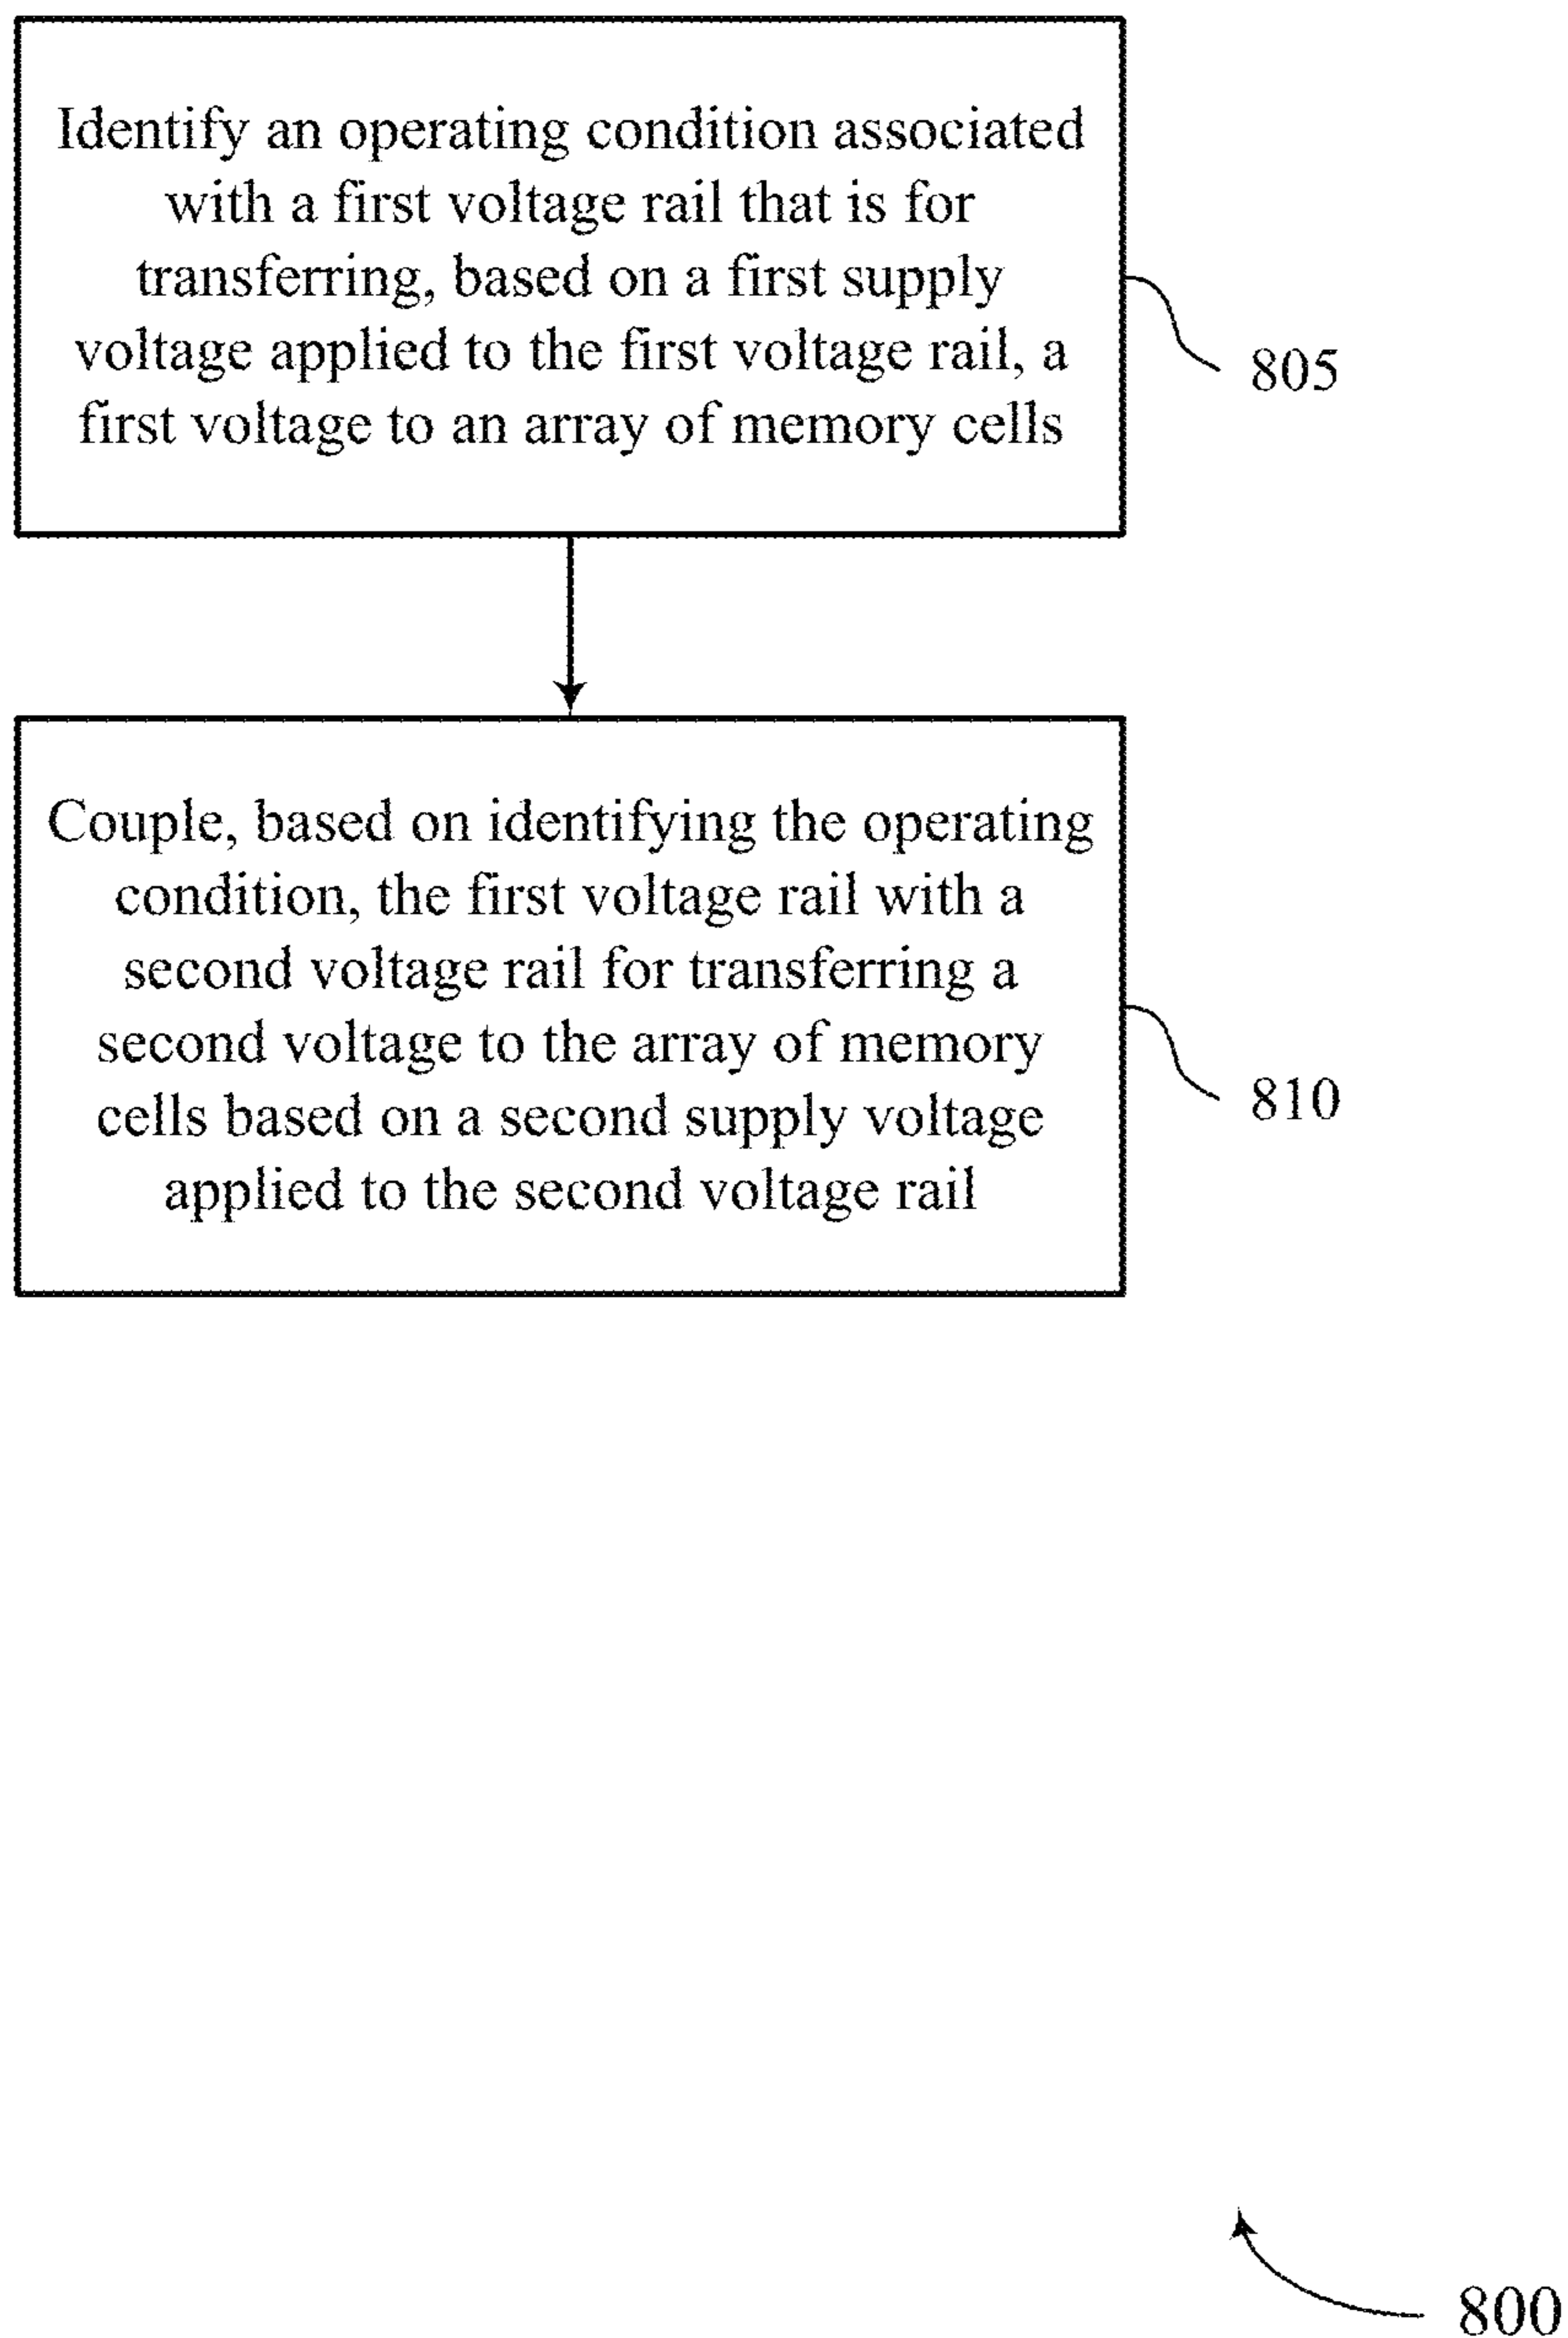 Identify an operating condition associated
with a first voltage rail that is for
transferring, based on a first supply
voltage applied to the first voltage rail, a
first voltage to an array of memory cells
805
Couple, based on identifying the operating
condition, the first voltage rail with a
second voltage rail for transferring a
second voltage to the array of memory
cells based on a second supply voltage
applied to the second voltage rail
810
800